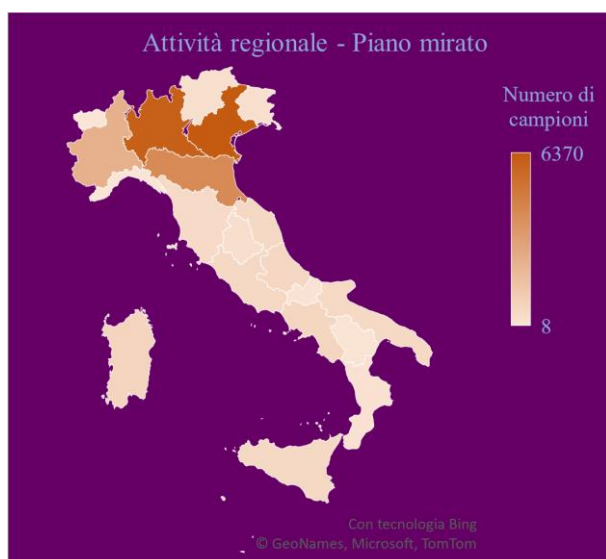 Attività regionale - Piano mirato
Numero di
campioni
6370
8
Con tecnologia Bing
© GeoNames, Microsoft, TomTom